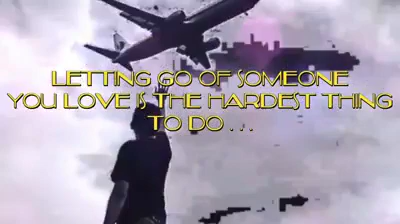 LETTING GO OF SOMEONE
YOU LOVE IS THE HARDEST THING
TO DO . . .